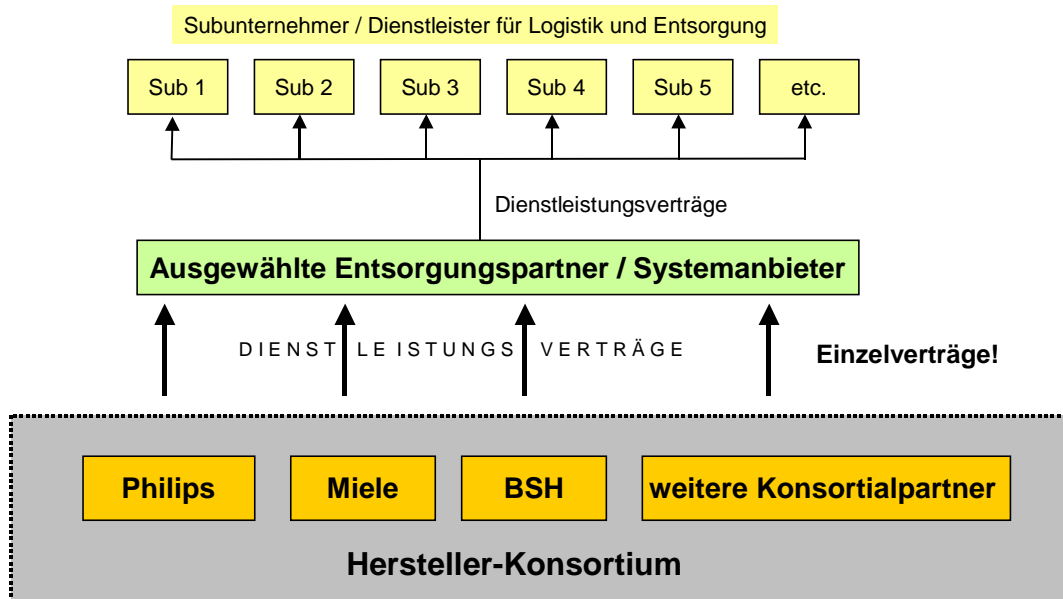 Subunternehmer / Dienstleister für Logistik und Entsorgung
Sub 1 Sub 2 Sub 3 Sub 4 Sub 5 etc.
Dienstleistungsverträge
Ausgewählte Entsorgungspartner / Systemanbieter
DIENSTLEISTUNGSVERTRÄGE
Einzelverträge!
Philips Miele BSH weitere Konsortialpartner
Hersteller-Konsortium